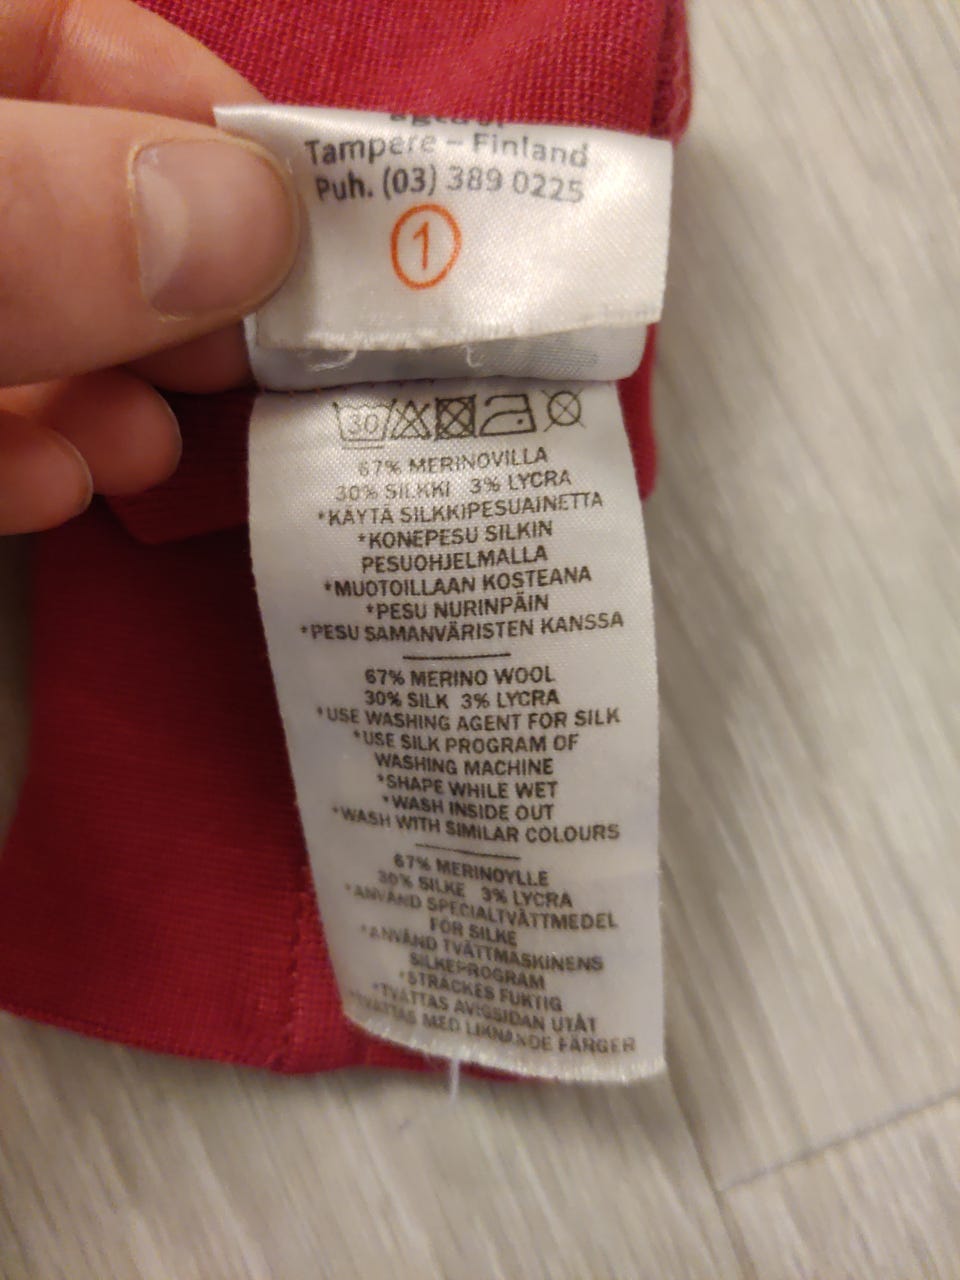 Tampere – Finland
Puh. (03) 389 0225
1
30
67% MERINOVILLA
30% SILKKI 3% LYCRA
*KÄYTÄ SILKKIPESUAINETTA
*KONEPESU SILKIN
PESUOHJELMALLA
*MUOTOILLAAN KOSTEANA
*PESU NURINPÄIN
*PESU SAMANVÄRISTEN KANSSA
67% MERINO WOOL
30% SILK 3% LYCRA
*USE WASHING AGENT FOR SILK
*USE SILK PROGRAM OF
WASHING MACHINE
*SHAPE WHILE WET
*WASH INSIDE OUT
*WASH WITH SIMILAR COLOURS
67% MERINOYLLE
30% SILKE 3% LYCRA
*ANVÄND SPECIALTVÄTTMEDEL
FÖR SILKE
*ANVÄND TVÄTTMASKINENS
SILKEPROGRAM
*STRÄCKES FUKTIG
*TVÄTTAS AVIGSIDAN UTÅT
*TVÄTTAS MED LIKNANDE FÄRGER